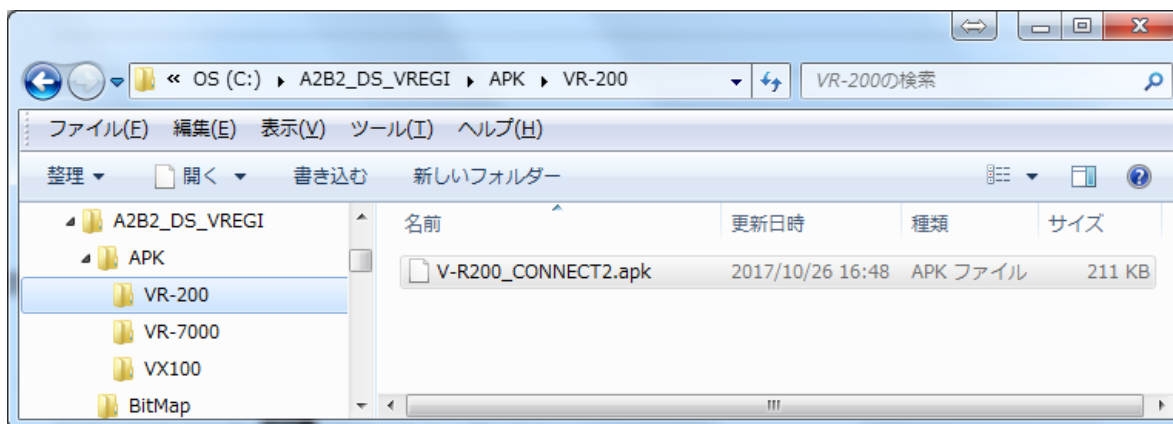 « OS (C:) ▸ A2B2_DS_VREGI ▸ APK ▸ VR-200 VR-200の検索
ファイル(F) 編集(E) 表示(V) ツール(T) ヘルプ(H)
整理 ▼ 開く ▼ 書き込む 新しいフォルダー
A2B2_DS_VREGI
APK
VR-200
VR-7000
VX100
BitMap
名前 更新日時 種類 サイズ
V-R200_CONNECT2.apk 2017/10/26 16:48 APK ファイル 211 KB